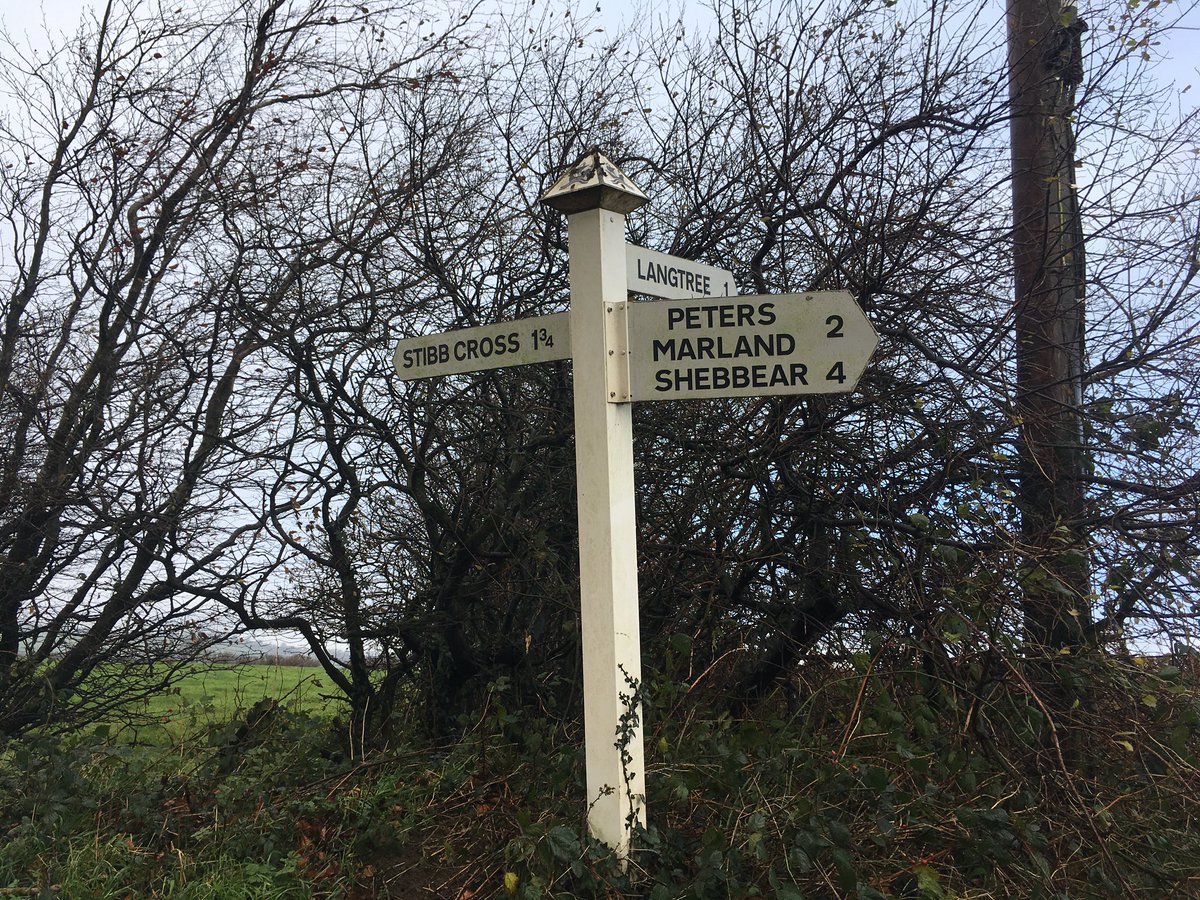 LANGTREE 1
STIBB CROSS 1¾
PETERS
MARLAND 2
SHEBBEAR 4